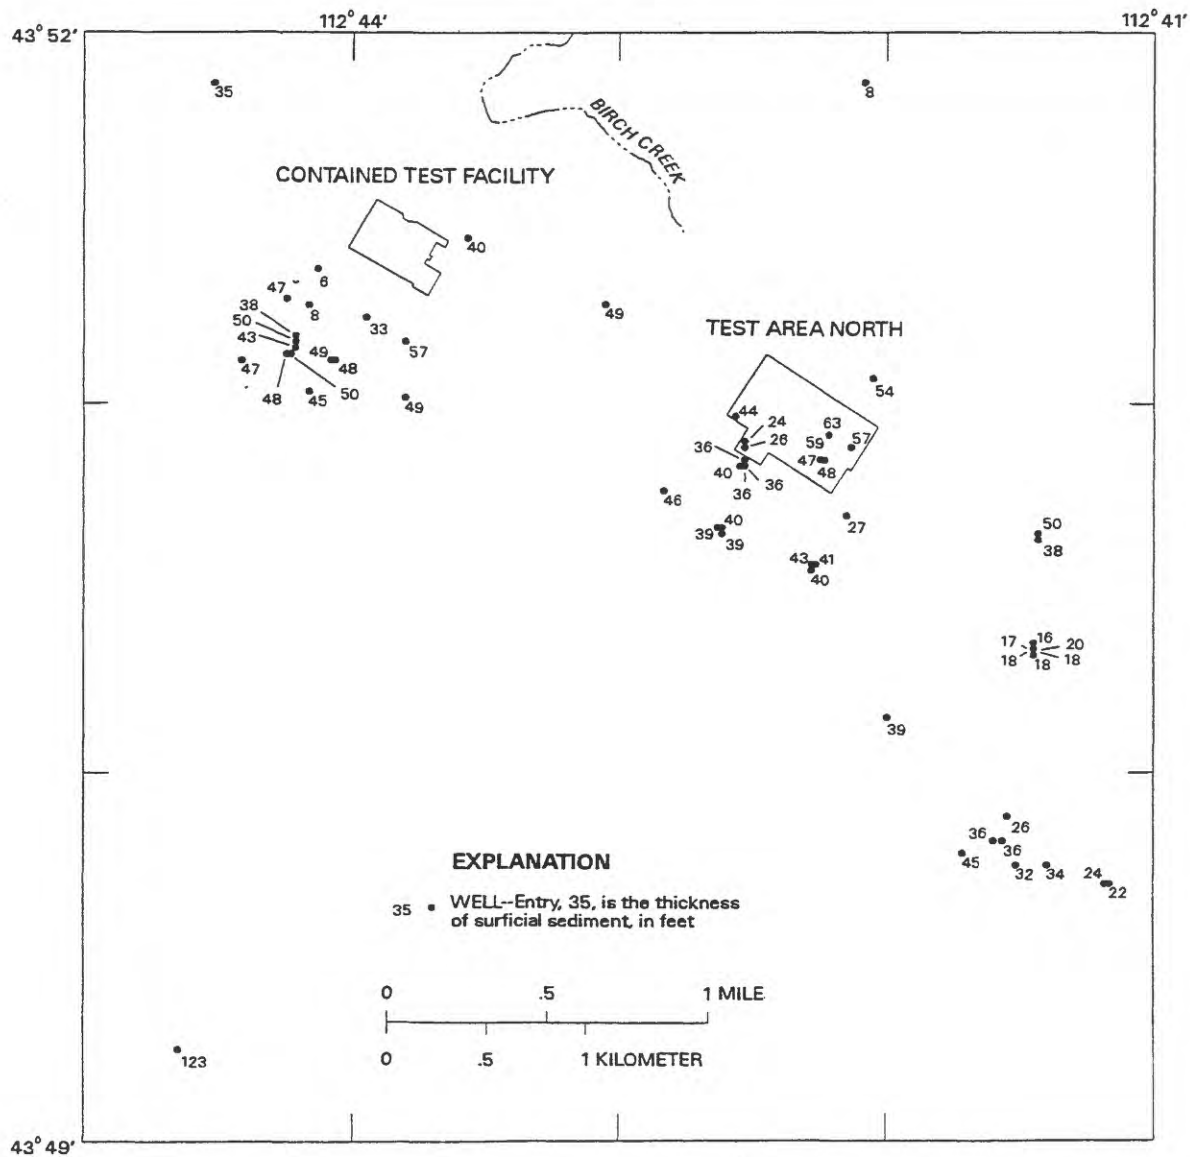 112° 44′ 112° 41′
43° 52′
35 8
BIRCH CREEK
CONTAINED TEST FACILITY
40
6
47
8
38 33 49
50 TEST AREA NORTH
43 49 57
47 48
48 50 45 49
54
44 24
63
36 26 59 57
40 47 48
36 36
46
40 27 50
39 39 38
43 41
40
17 16 20
18 18 18
39
26
36 36
EXPLANATION 45 32 34 24
22
35 WELL--Entry, 35, is the thickness
of surficial sediment, in feet
0 .5 1 MILE
0 .5 1 KILOMETER
123
43° 49′